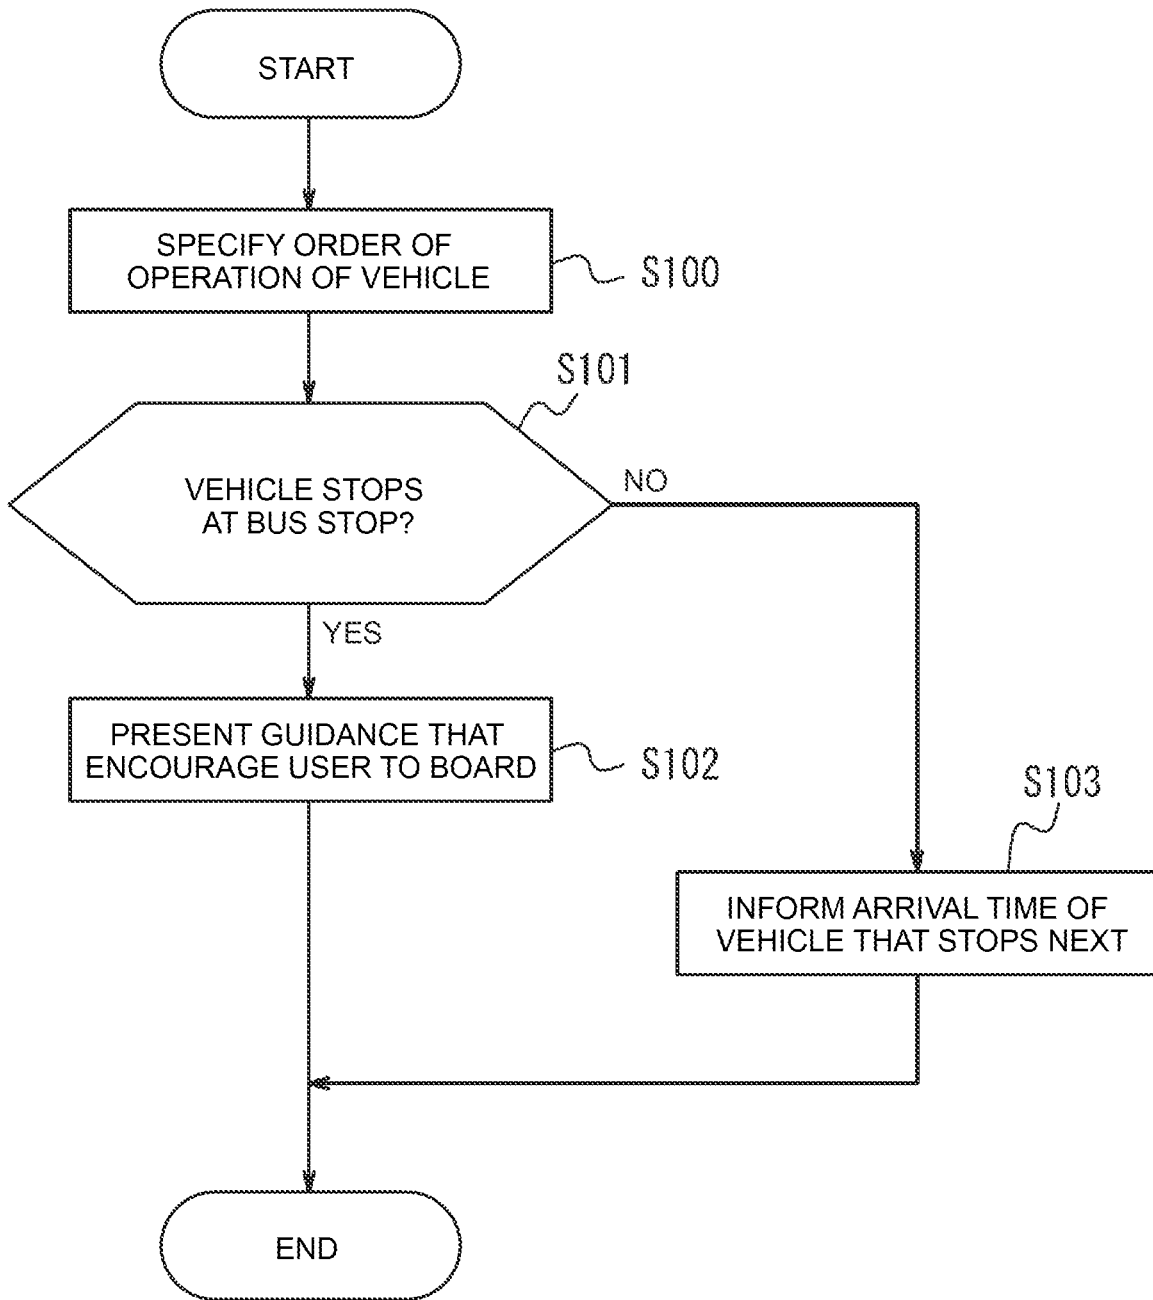 START
SPECIFY ORDER OF
OPERATION OF VEHICLE
S100
S101
VEHICLE STOPS
AT BUS STOP?
NO
YES
PRESENT GUIDANCE THAT
ENCOURAGE USER TO BOARD
S102
S103
INFORM ARRIVAL TIME OF
VEHICLE THAT STOPS NEXT
END